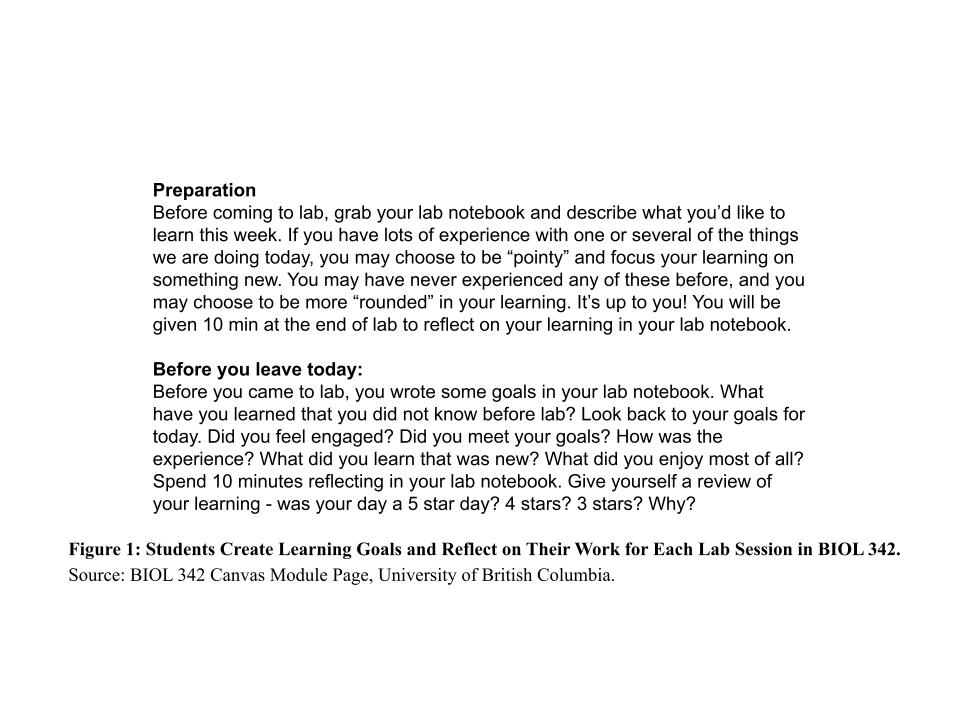 Preparation
Before coming to lab, grab your lab notebook and describe what you’d like to
learn this week. If you have lots of experience with one or several of the things
we are doing today, you may choose to be “pointy” and focus your learning on
something new. You may have never experienced any of these before, and you
may choose to be more “rounded” in your learning. It’s up to you! You will be
given 10 min at the end of lab to reflect on your learning in your lab notebook.
Before you leave today:
Before you came to lab, you wrote some goals in your lab notebook. What
have you learned that you did not know before lab? Look back to your goals for
today. Did you feel engaged? Did you meet your goals? How was the
experience? What did you learn that was new? What did you enjoy most of all?
Spend 10 minutes reflecting in your lab notebook. Give yourself a review of
your learning - was your day a 5 star day? 4 stars? 3 stars? Why?
Figure 1: Students Create Learning Goals and Reflect on Their Work for Each Lab Session in BIOL 342.
Source: BIOL 342 Canvas Module Page, University of British Columbia.